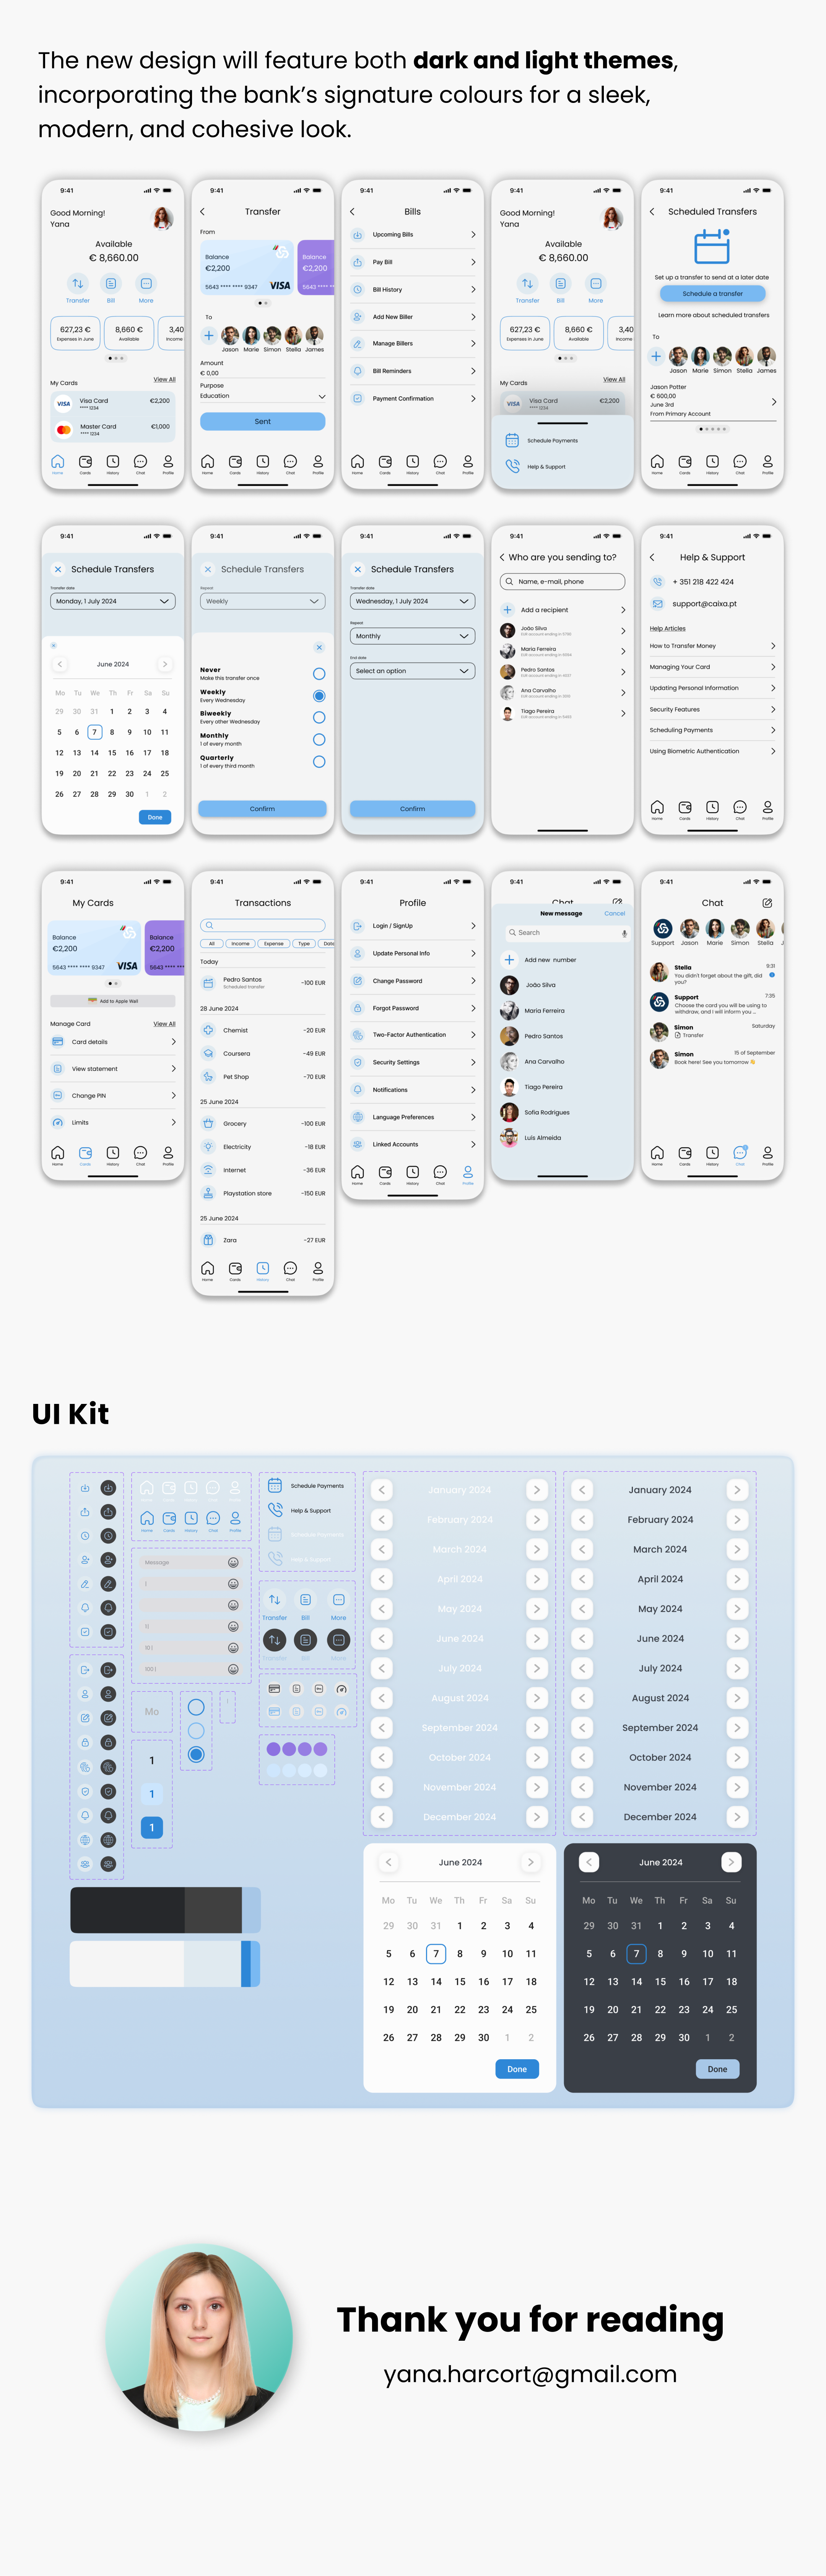 The new design will feature both dark and light themes,
incorporating the bank's signature colours for a sleek,
modern, and cohesive look.
9:41
Good Morning!
Yana
Available
€ 8,660.00
Transfer Bill More
627,23 € 8,660 € 3,40
Expenses in June Available Income
My Cards View All
VISA Visa Card €2,200
**** 1234
Master Card €1,000
**** 1234
Home Cards History Chat Profile
9:41
Transfer
From
Balance Balance
€2,200 €2,200
5643 **** **** 9347 VISA 5643 **** **
To
Jason Marie Simon Stella James
Amount
€ 0,00
Purpose
Education
Sent
Home Cards History Chat Profile
9:41
Bills
Upcoming Bills
Pay Bill
Bill History
Add New Biller
Manage Billers
Bill Reminders
Payment Confirmation
Home Cards History Chat Profile
9:41
Good Morning!
Yana
Available
€ 8,660.00
Transfer Bill More
627,23 € 8,660 € 3,40
Expenses in June Available Income
My Cards View All
VISA Visa Card €2,200
**** 1234
Schedule Payments
Help & Support
9:41
Scheduled Transfers
Set up a transfer to send at a later date
Schedule a transfer
Learn more about scheduled transfers
To
Jason Marie Simon Stella James
Jason Potter
€ 600,00
June 3rd
From Primary Account
Home Cards History Chat Profile
9:41
Schedule Transfers
Transfer date
Monday, 1 July 2024
June 2024
Mo Tu We Th Fr Sa Su
29 30 31 1 2 3 4
5 6 7 8 9 10 11
12 13 14 15 16 17 18
19 20 21 22 23 24 25
26 27 28 29 30 1 2
Done
9:41
Schedule Transfers
Repeat
Weekly
Never
Make this transfer once
Weekly
Every Wednesday
Biweekly
Every other Wednesday
Monthly
1 of every month
Quarterly
1 of every third month
Confirm
9:41
Schedule Transfers
Transfer date
Wednesday, 1 July 2024
Repeat
Monthly
End date
Select an option
Confirm
9:41
Who are you sending to?
Name, e-mail, phone
Add a recipient
João Silva
Maria Ferreira
Pedro Santos
Ana Carvalho
Tiago Pereira
9:41
Help & Support
+ 351 218 422 424
support@caixa.pt
Help Articles
How to Transfer Money
Managing Your Card
Updating Personal Information
Security Features
Scheduling Payments
Using Biometric Authentication
Home Cards History Chat Profile
9:41
My Cards
Balance Balance
€2,200 €2,200
5643 **** **** 9347 VISA 5643 **** **
Add to Apple Wall
Manage Card View All
Card details
View statement
Change PIN
Limits
Home Cards History Chat Profile
9:41
Transactions
All Income Expense Type Date
Today
Pedro Santos -100 EUR
Scheduled transfer
28 June 2024
Chemist -20 EUR
Coursera -49 EUR
Pet Shop -70 EUR
25 June 2024
Grocery -100 EUR
Electricity -18 EUR
Internet -36 EUR
Playstation store -150 EUR
25 June 2024
Zara -27 EUR
Home Cards History Chat Profile
9:41
Profile
Login / SignUp
Update Personal Info
Change Password
Forgot Password
Two-Factor Authentication
Security Settings
Notifications
Language Preferences
Linked Accounts
Home Cards History Chat Profile
9:41
Chat
New message Cancel
Search
Add new number
João Silva
Maria Ferreira
Pedro Santos
Ana Carvalho
Tiago Pereira
Sofia Rodrigues
Luis Almeida
9:41
Chat
Support Jason Marie Simon Stella J
Stella 9:31
You didn't forget about the gift, did
you?
Support 7:35
Choose the card you will be using to
withdraw, and I will inform you ...
Simon Saturday
Transfer
Simon 15 of September
Book here! See you tomorrow 👋
Home Cards History Chat Profile
UI Kit
Home Cards History Chat Profile
Message
Mo
1
1
1
Schedule Payments
Help & Support
Schedule Payments
Help & Support
Transfer Bill More
Transfer Bill More
January 2024
February 2024
March 2024
April 2024
May 2024
June 2024
July 2024
August 2024
September 2024
October 2024
November 2024
December 2024
January 2024
February 2024
March 2024
April 2024
May 2024
June 2024
July 2024
August 2024
September 2024
October 2024
November 2024
December 2024
June 2024
Mo Tu We Th Fr Sa Su
29 30 31 1 2 3 4
5 6 7 8 9 10 11
12 13 14 15 16 17 18
19 20 21 22 23 24 25
26 27 28 29 30 1 2
Done
June 2024
Mo Tu We Th Fr Sa Su
29 30 31 1 2 3 4
5 6 7 8 9 10 11
12 13 14 15 16 17 18
19 20 21 22 23 24 25
26 27 28 29 30 1 2
Done
Thank you for reading
yana.harcort@gmail.com